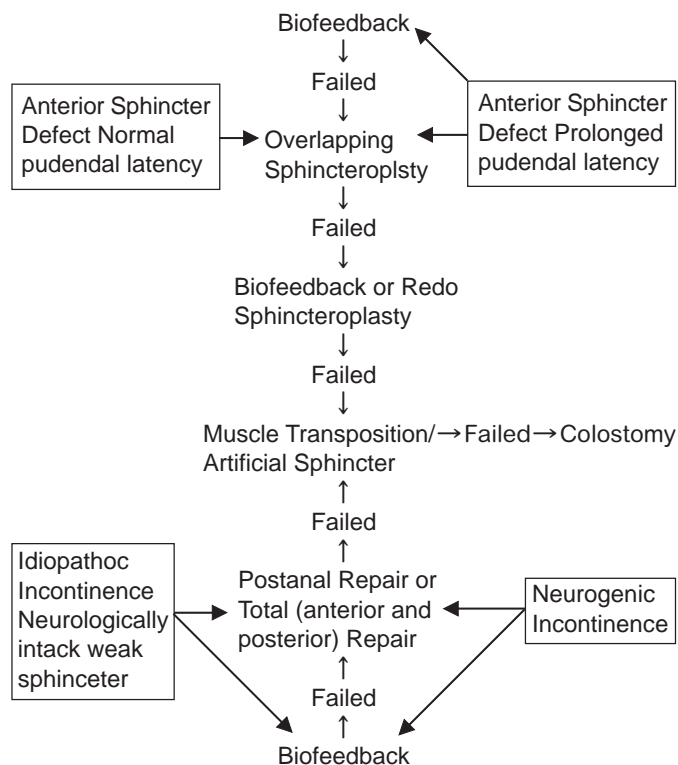 Biofeedback
↓
Failed
↓
Anterior Sphincter
Defect Normal
pudendal latency
Overlapping
Sphincteroplsty
Anterior Sphincter
Defect Prolonged
pudendal latency
↓
Failed
↓
Biofeedback or Redo
Sphincteroplasty
↓
Failed
↓
Muscle Transposition/→Failed→Colostomy
Artificial Sphincter
↑
Failed
↑
Idiopathoc
Incontinence
Neurologically
intack weak
sphinceter
Postanal Repair or
Total (anterior and
posterior) Repair
Neurogenic
Incontinence
↑
Failed
↑
Biofeedback